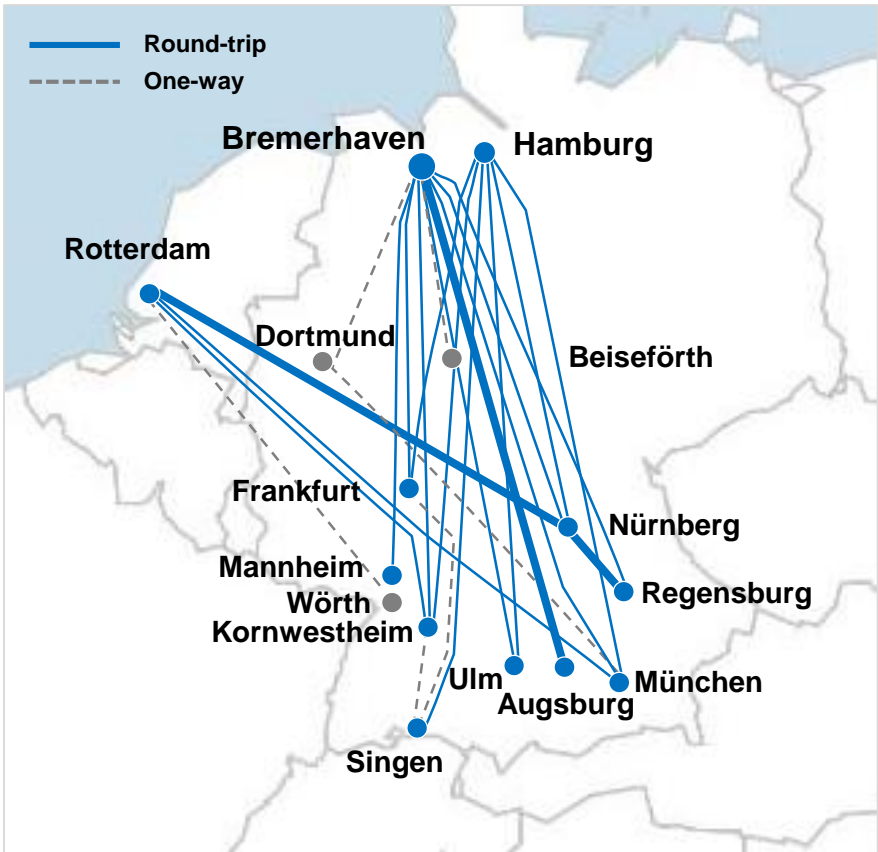 Round-trip
One-way
Bremerhaven
Hamburg
Rotterdam
Dortmund
Beiseförth
Frankfurt
Nürnberg
Mannheim
Regensburg
Wörth
Kornwestheim
Ulm
München
Augsburg
Singen